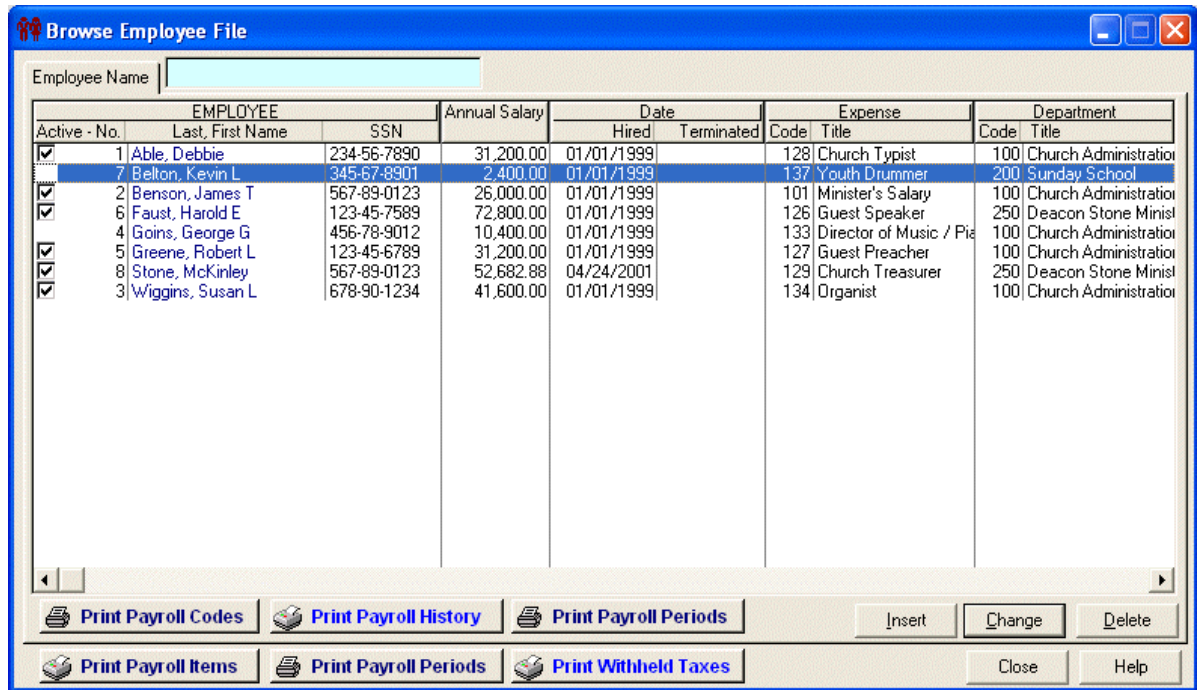 Browse Employee File
Employee Name
EMPLOYEE Annual Salary Date Expense Department
Active - No. Last, First Name SSN Hired Terminated Code Title Code Title
1 Able, Debbie 234-56-7890 31,200.00 01/01/1999 128 Church Typist 100 Church Administration
7 Belton, Kevin L 345-67-8901 2,400.00 01/01/1999 137 Youth Drummer 200 Sunday School
2 Benson, James T 567-89-0123 26,000.00 01/01/1999 101 Minister's Salary 100 Church Administration
6 Faust, Harold E 123-45-7589 72,800.00 01/01/1999 126 Guest Speaker 250 Deacon Stone Minist
4 Goins, George G 456-78-9012 10,400.00 01/01/1999 133 Director of Music / Pia 100 Church Administration
5 Greene, Robert L 123-45-6789 31,200.00 01/01/1999 127 Guest Preacher 100 Church Administration
8 Stone, McKinley 567-89-0123 52,682.88 04/24/2001 129 Church Treasurer 250 Deacon Stone Minist
3 Wiggins, Susan L 678-90-1234 41,600.00 01/01/1999 134 Organist 100 Church Administration
Print Payroll Codes Print Payroll History Print Payroll Periods Insert Change Delete
Print Payroll Items Print Payroll Periods Print Withheld Taxes Close Help